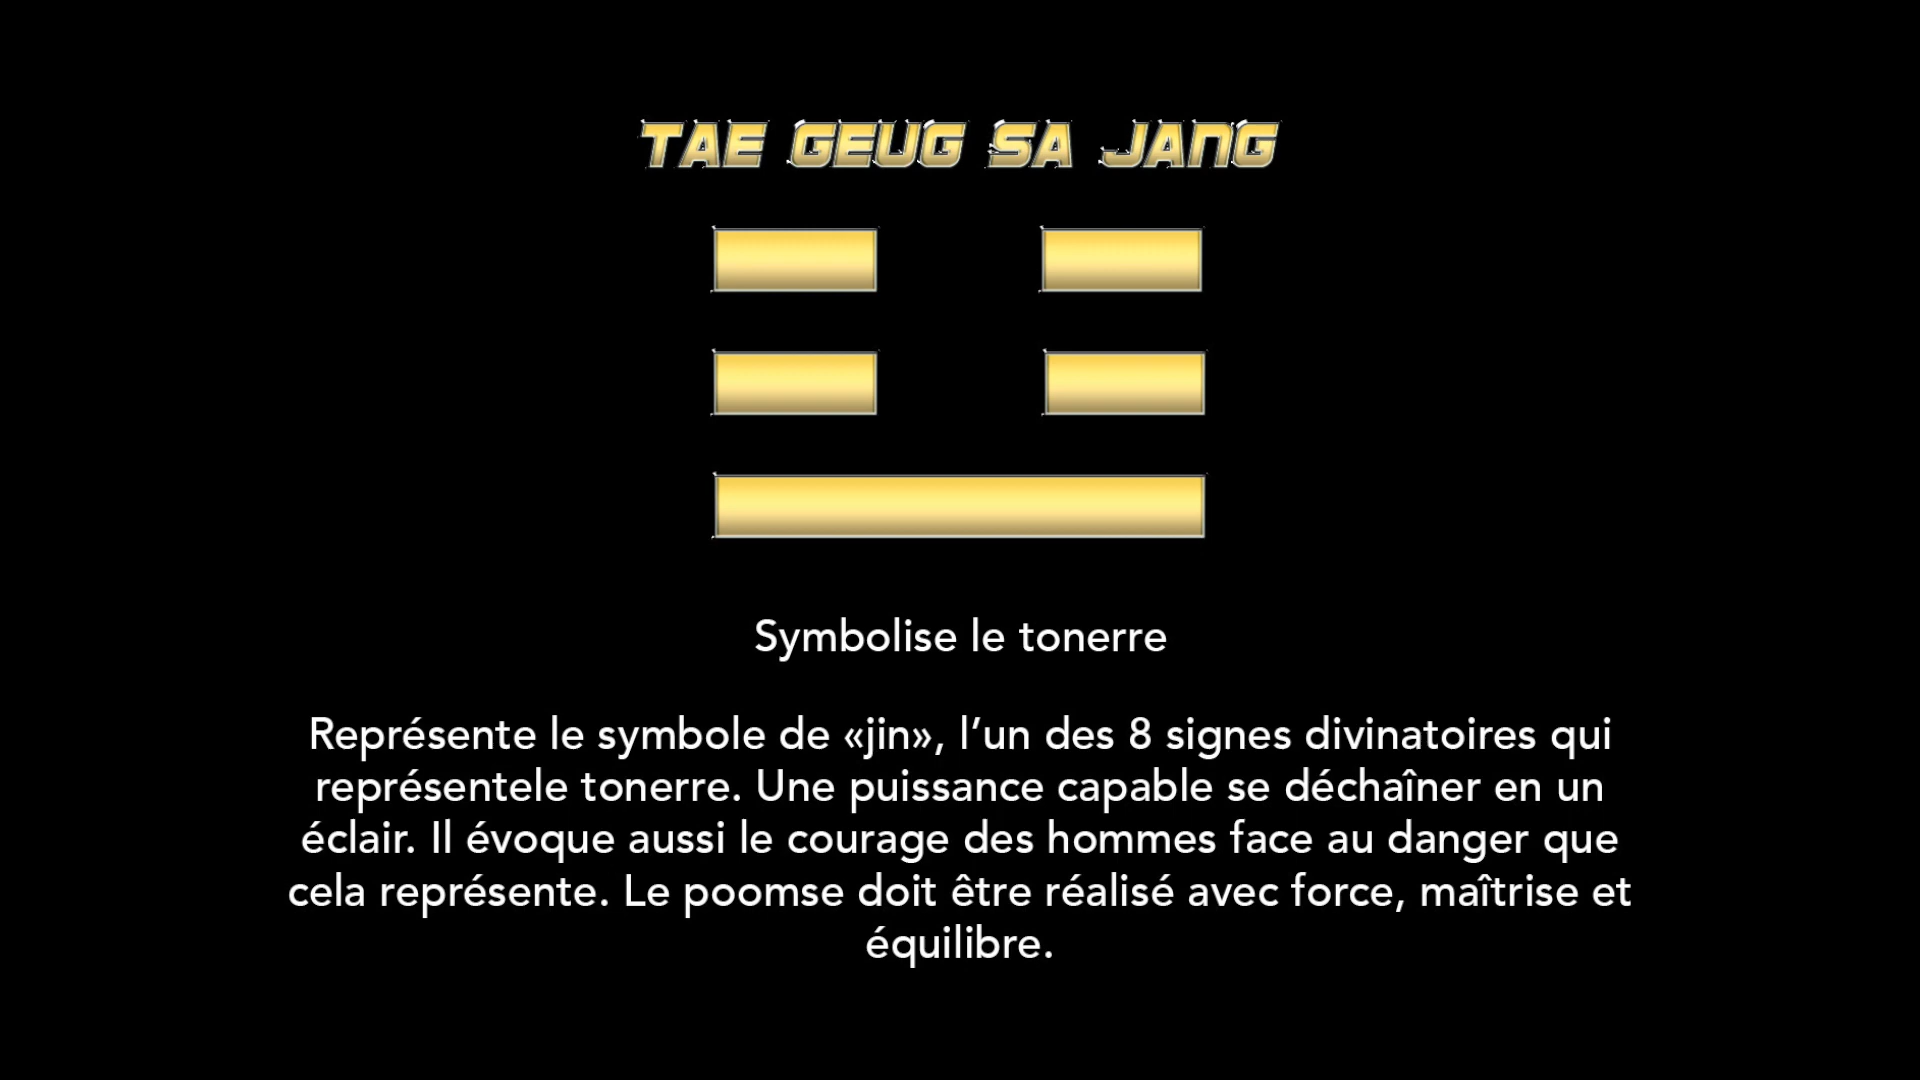 TAE GEUG SA JANG
Symbolise le tonerre
Représente le symbole de «jin», l’un des 8 signes divinatoires qui
représentele tonerre. Une puissance capable se déchaîner en un
éclair. Il évoque aussi le courage des hommes face au danger que
cela représente. Le poomse doit être réalisé avec force, maîtrise et
équilibre.